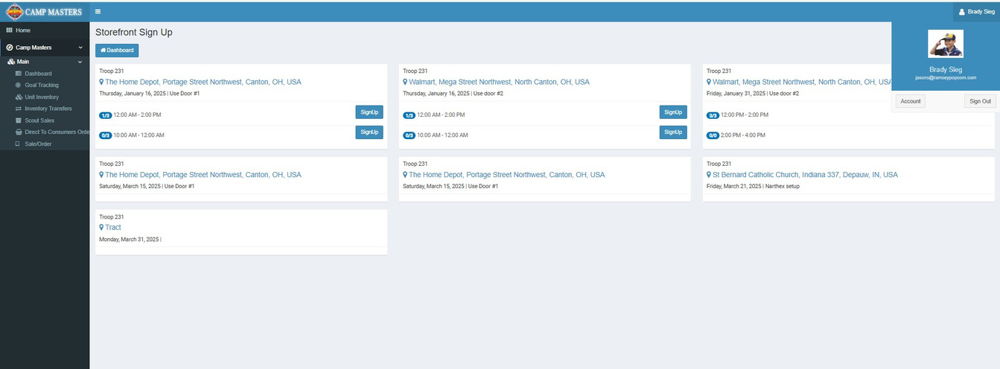 CAMP MASTERS
Brady Sieg
Home
Camp Masters
Main
Dashboard
Goal Tracking
Unit Inventory
Inventory Transfers
Scout Sales
Direct To Consumers Orde
Sale/Order
Storefront Sign Up
Dashboard
Troop 231
The Home Depot, Portage Street Northwest, Canton, OH, USA
Thursday, January 16, 2025 | Use Door #1
1/3 12:00 AM - 2:00 PM SignUp
0/3 10:00 AM - 12:00 AM SignUp
Troop 231
Walmart, Mega Street Northwest, North Canton, OH, USA
Thursday, January 16, 2025 | Use door #2
1/3 12:00 AM - 2:00 PM SignUp
0/3 10:00 AM - 12:00 AM SignUp
Troop 231
Walmart, Mega Street Northwest, North Canton, OH, USA
Friday, January 31, 2025 | Use door #2
3/3 12:00 PM - 2:00 PM
0/0 2:00 PM - 4:00 PM
Brady Sieg
jasons@ramseypopcorn.com
Account Sign Out
Troop 231
The Home Depot, Portage Street Northwest, Canton, OH, USA
Saturday, March 15, 2025 | Use Door #1
Troop 231
The Home Depot, Portage Street Northwest, Canton, OH, USA
Saturday, March 15, 2025 | Use Door #1
Troop 231
St Bernard Catholic Church, Indiana 337, Depauw, IN, USA
Friday, March 21, 2025 | Narthex setup
Troop 231
Tract
Monday, March 31, 2025 |